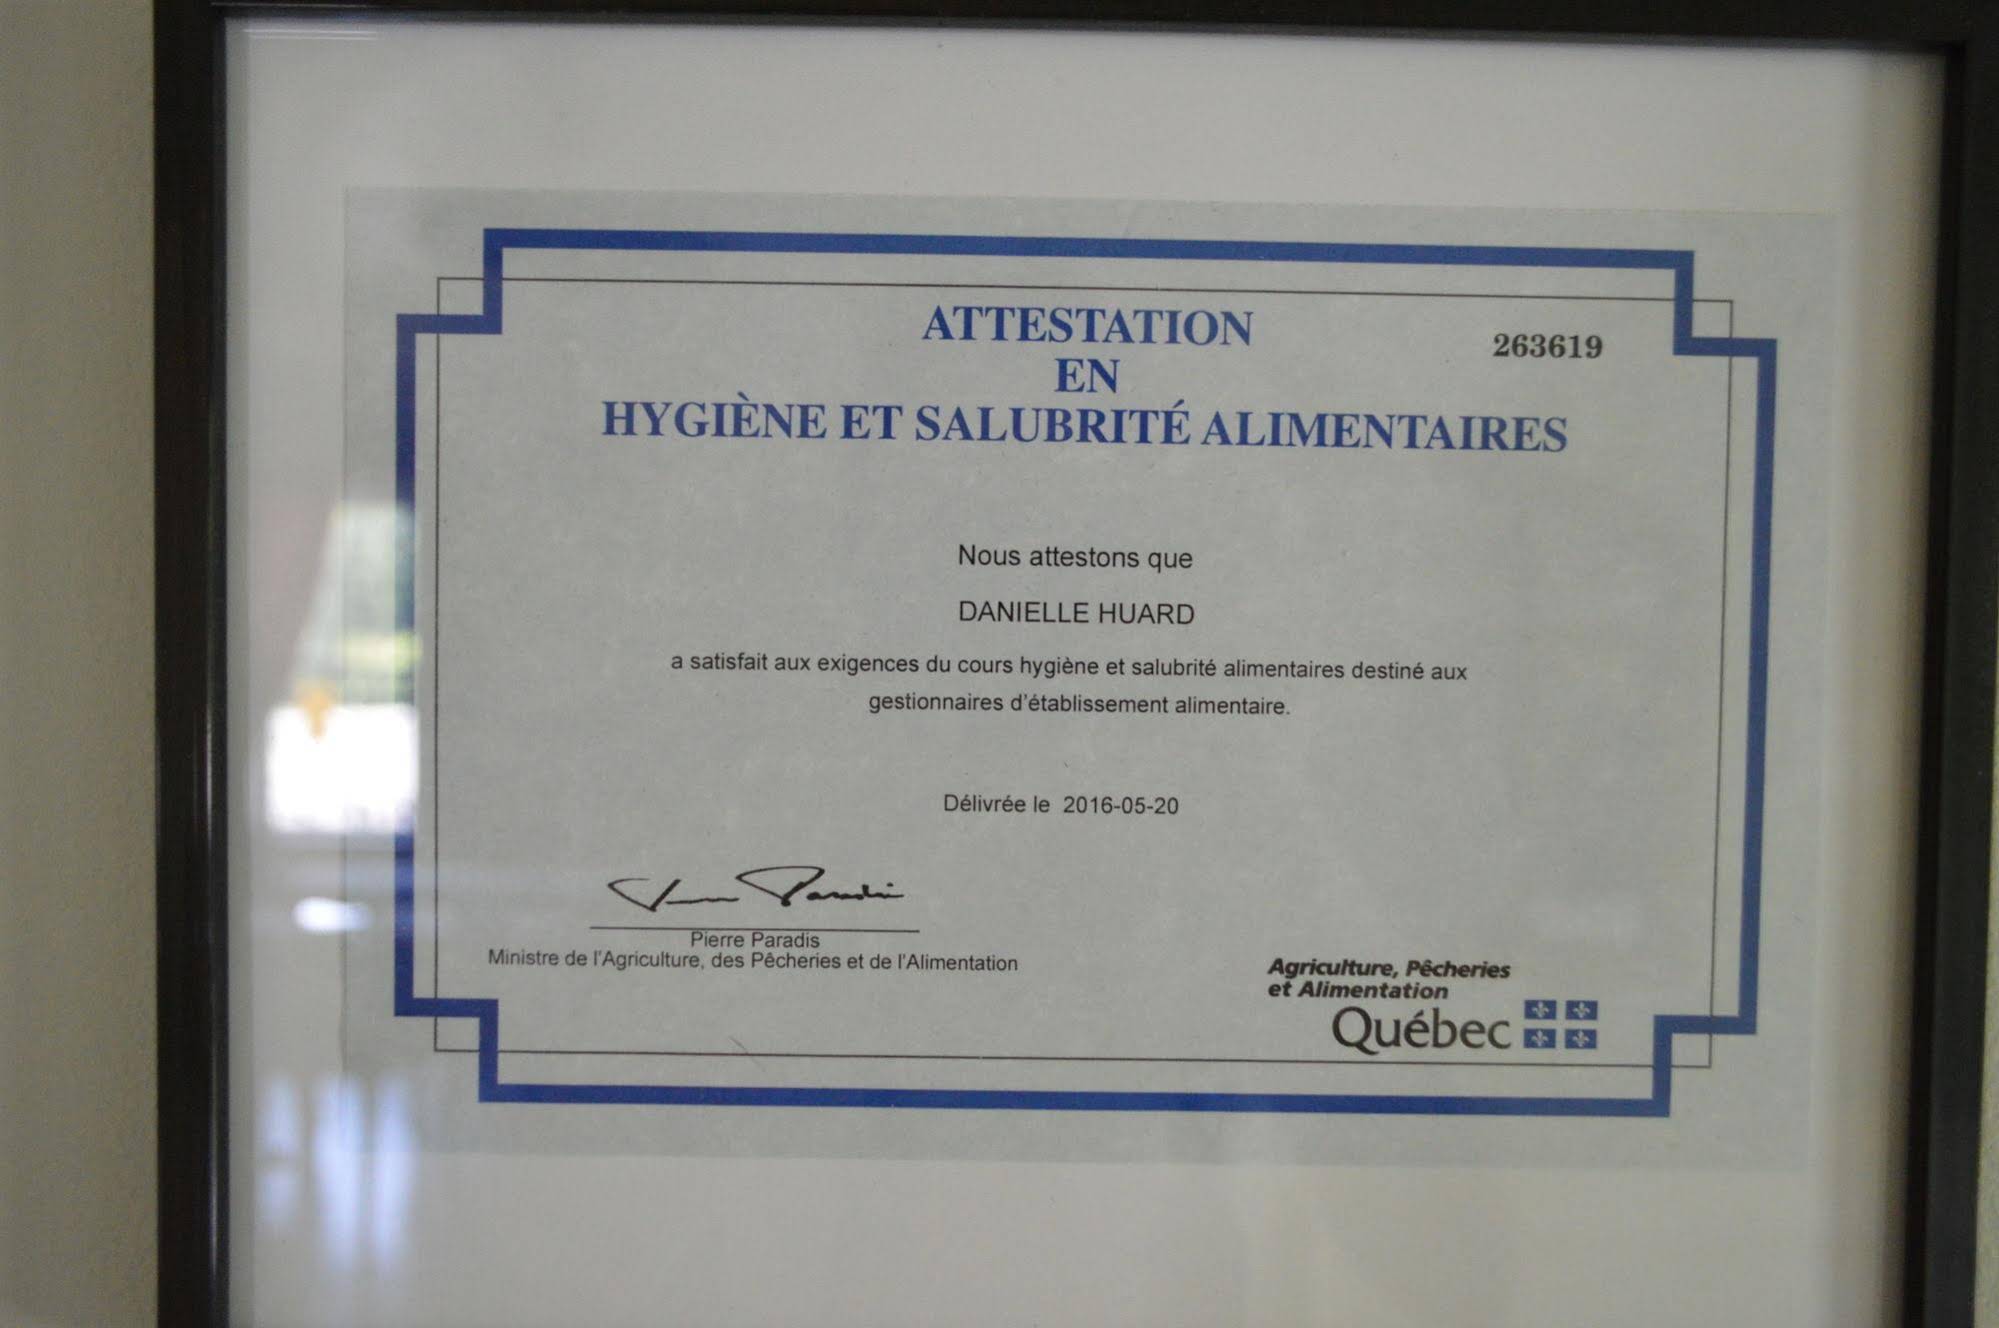 ATTESTATION
263619
EN
HYGIÈNE ET SALUBRITÉ ALIMENTAIRES
Nous attestons que
DANIELLE HUARD
a satisfait aux exigences du cours hygiène et salubrité alimentaires destiné aux
gestionnaires d'établissement alimentaire.
Délivrée le 2016-05-20
Pierre Paradis
Ministre de l'Agriculture, des Pêcheries et de l'Alimentation
Agriculture, Pêcheries
et Alimentation
Québec